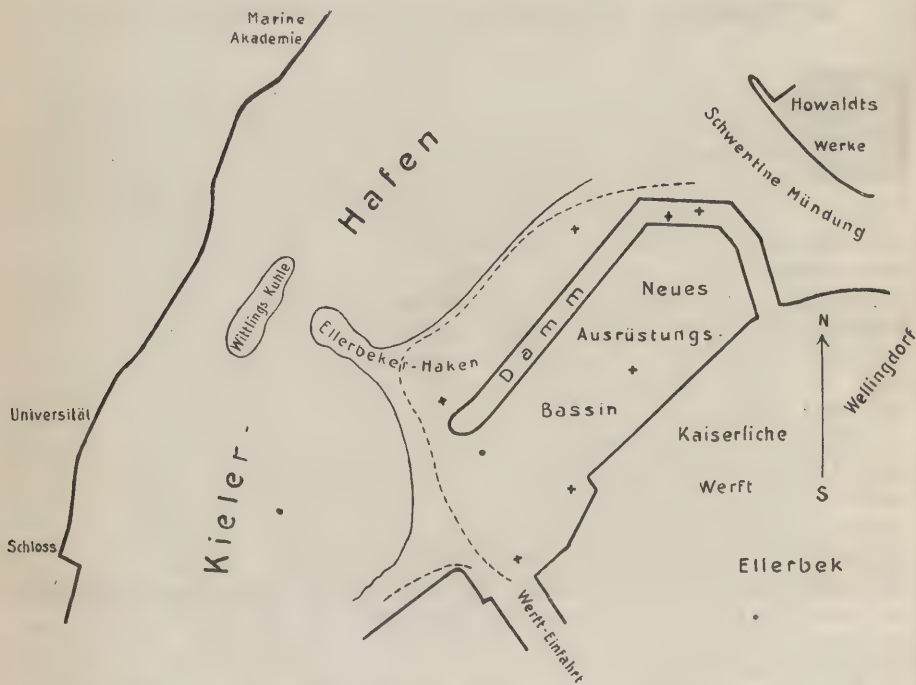 Marine
Akademie
Howaldts
Werke
Schwentine Mündung
Kieler-Hafen
Wittlings Kuhle
Ellerbeker-Haken
Damm
Neues
Ausrüstungs-
Bassin
N
S
Wellingdorf
Universität
Kaiserliche
Werft
Schloss
Ellerbek
Werft-Einfahrt